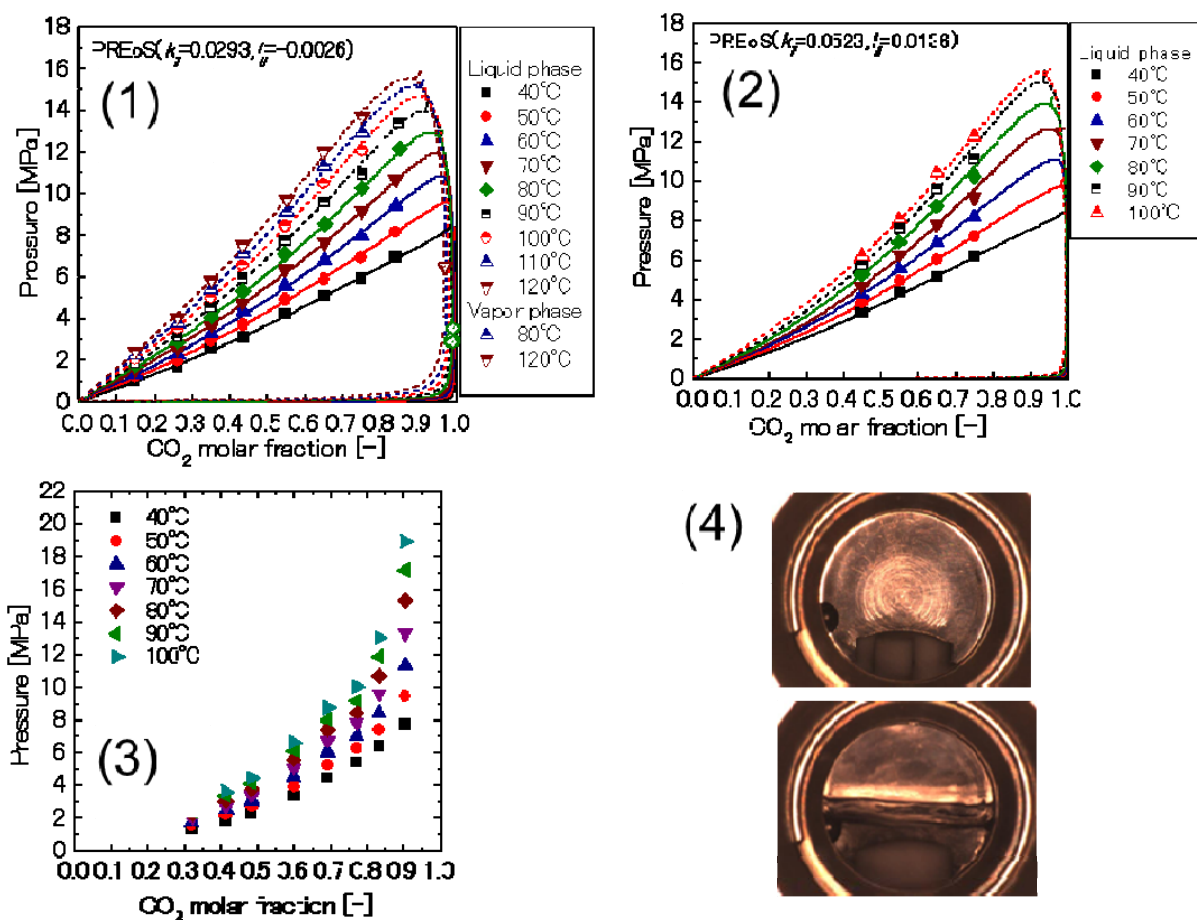 (1)
PREoS(kij=0.0293, lij=-0.0026)
18
16
14
12
10
8
6
4
2
0
Pressure [MPa]
0.0 0.1 0.2 0.3 0.4 0.5 0.6 0.7 0.8 0.9 1.0
CO2 molar fraction [-]
Liquid phase
40°C
50°C
60°C
70°C
80°C
90°C
100°C
110°C
120°C
Vapor phase
80°C
120°C
(2)
PREoS(kij=0.0523, lij=0.0136)
18
16
14
12
10
8
6
4
2
0
Pressure [MPa]
0.0 0.1 0.2 0.3 0.4 0.5 0.6 0.7 0.8 0.9 1.0
CO2 molar fraction [-]
Liquid phase
40°C
50°C
60°C
70°C
80°C
90°C
100°C
(3)
22
20
18
16
14
12
10
8
6
4
2
0
Pressure [MPa]
40°C
50°C
60°C
70°C
80°C
90°C
100°C
0.0 0.1 0.2 0.3 0.4 0.5 0.6 0.7 0.8 0.9 1.0
CO2 molar fraction [-]
(4)